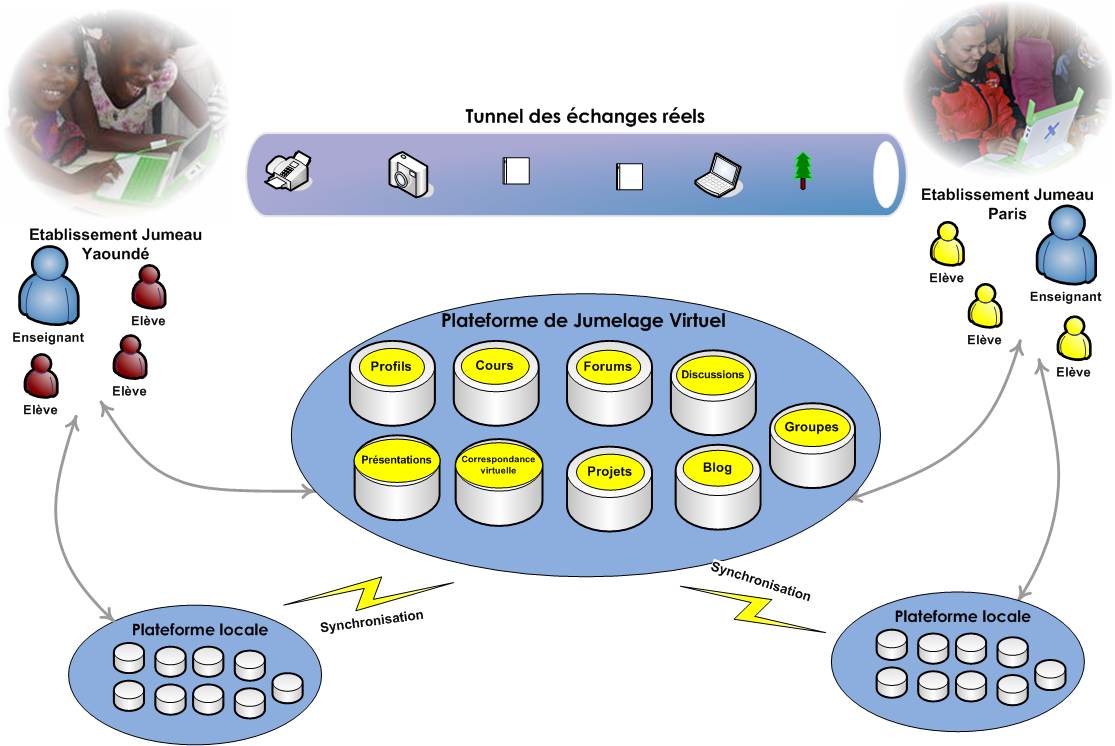 Tunnel des échanges réels
Etablissement Jumeau
Yaoundé
Enseignant
Elève
Elève
Elève
Etablissement Jumeau
Paris
Elève
Enseignant
Elève
Elève
Plateforme de Jumelage Virtuel
Profils
Cours
Forums
Discussions
Groupes
Présentations
Correspondance
virtuelle
Projets
Blog
Synchronisation
Synchronisation
Plateforme locale
Plateforme locale